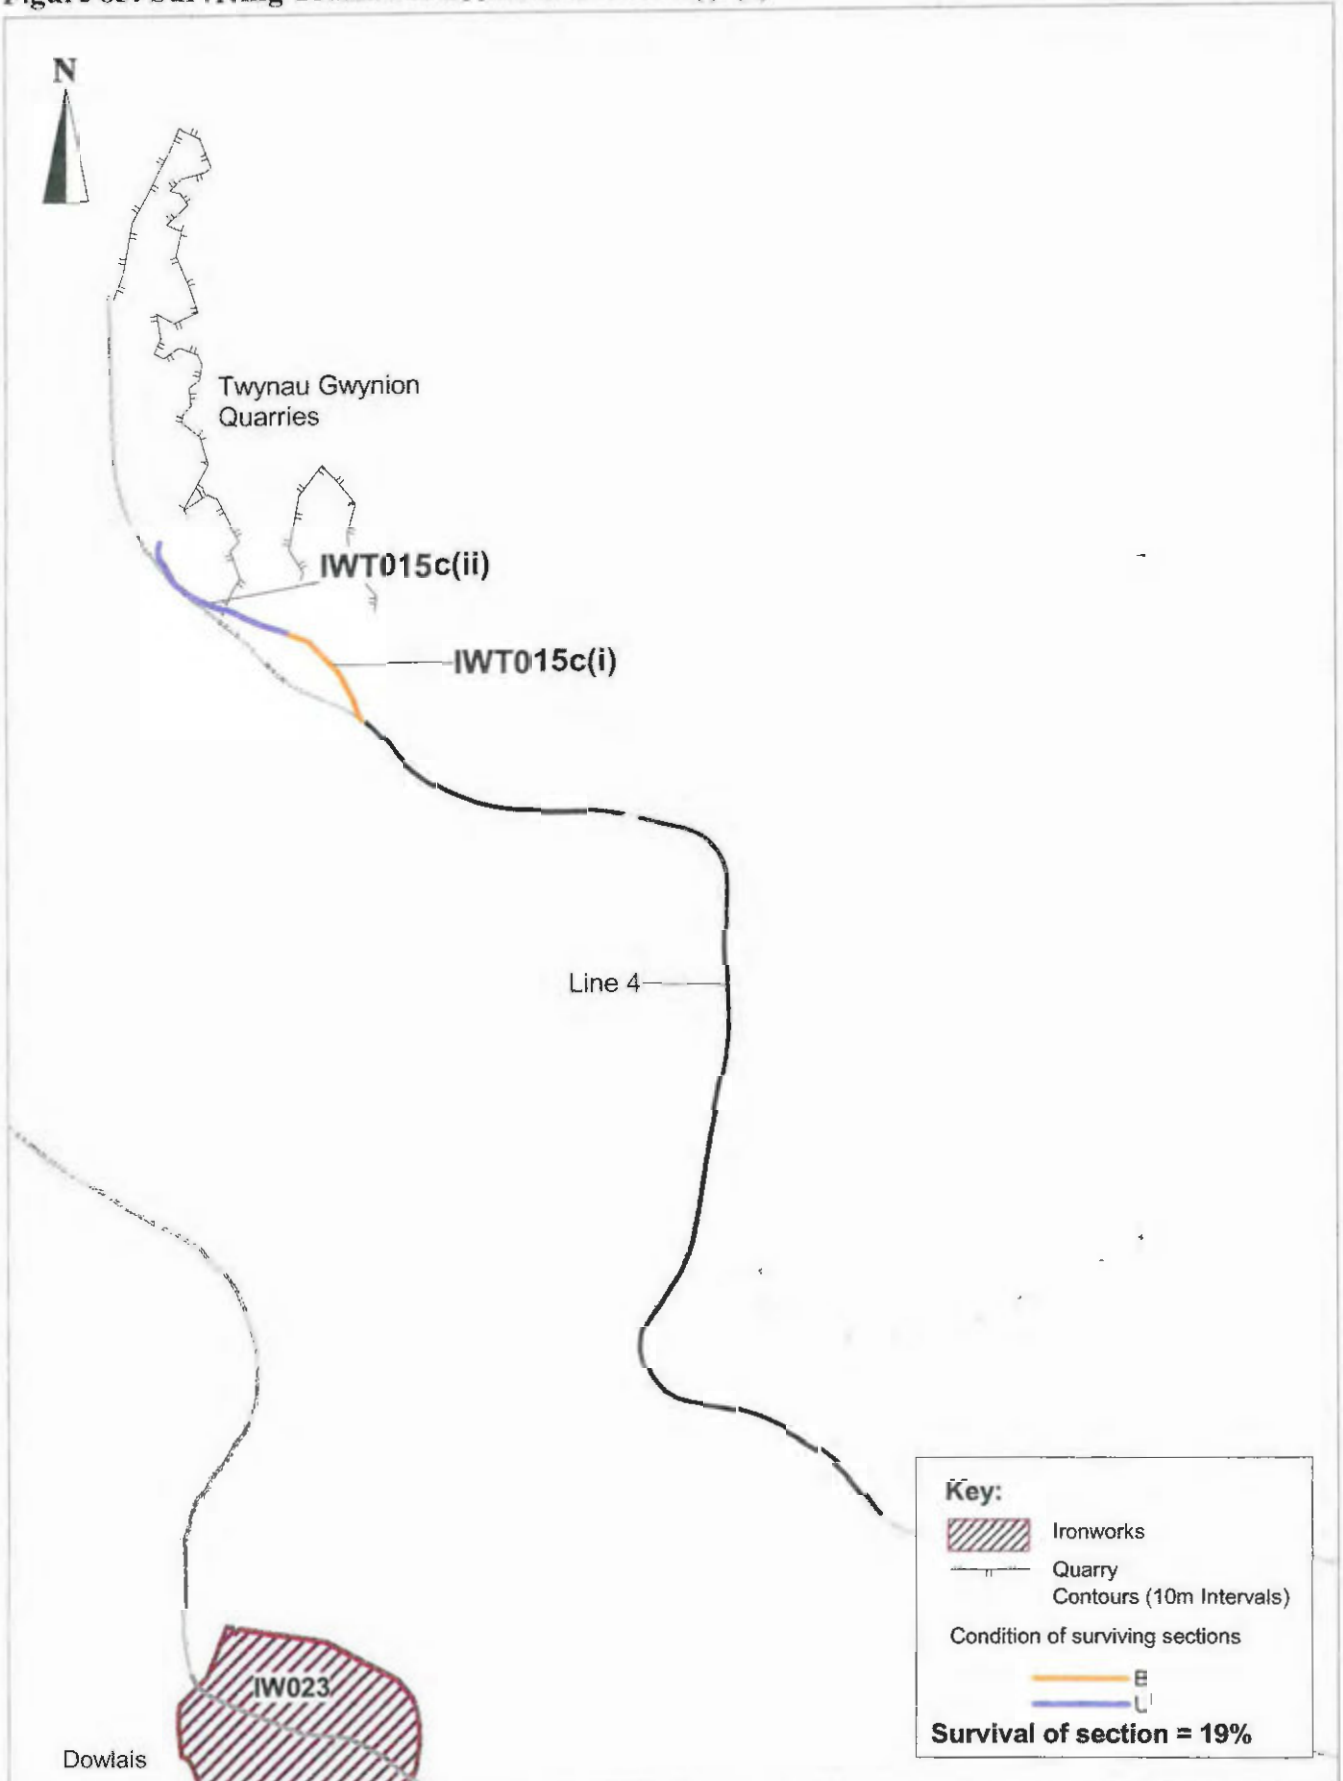 N
Twynau Gwynion
Quarries
IWT015c(ii)
IWT015c(i)
Line 4
Key:
Ironworks
Quarry
Contours (10m Intervals)
Condition of surviving sections
Survival of section = 19%
IW023
Dowlais